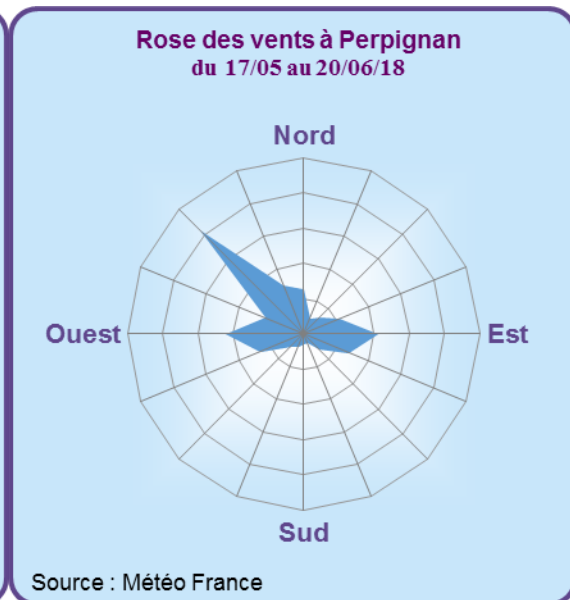 Rose des vents à Perpignan
du 17/05 au 20/06/18
Nord
Ouest
Est
Sud
Source : Météo France